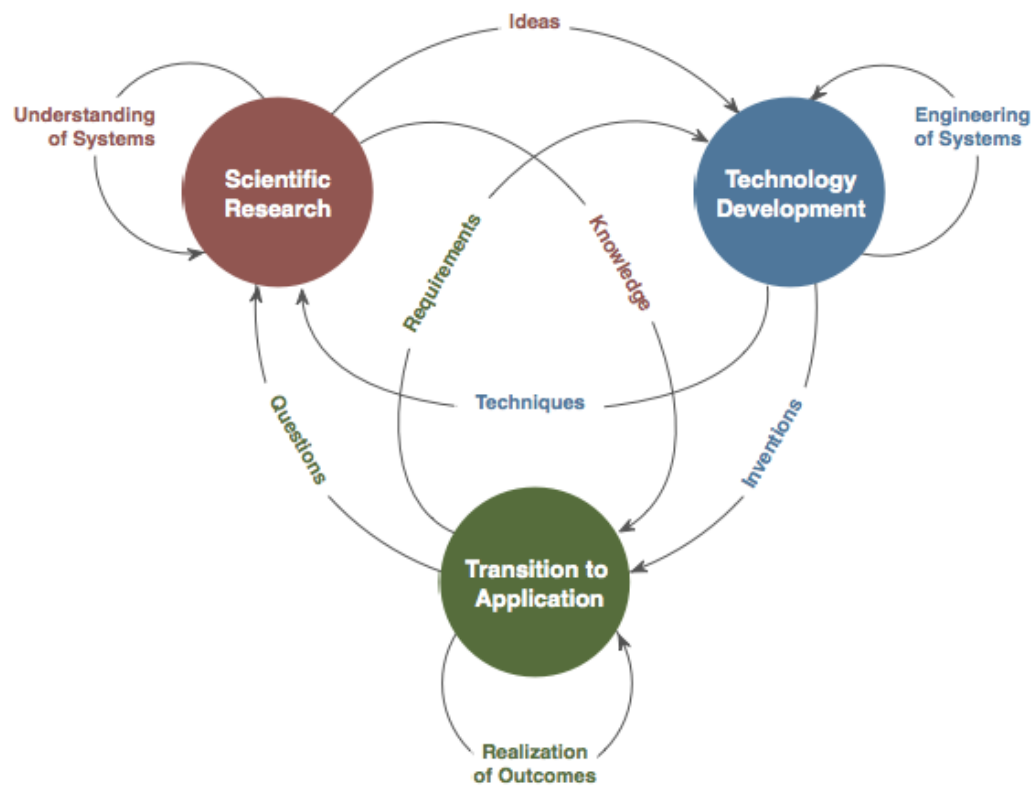 Ideas
Understanding
of Systems
Engineering
of Systems
Scientific
Research
Technology
Development
Requirements
Knowledge
Techniques
Questions
Inventions
Transition to
Application
Realization
of Outcomes